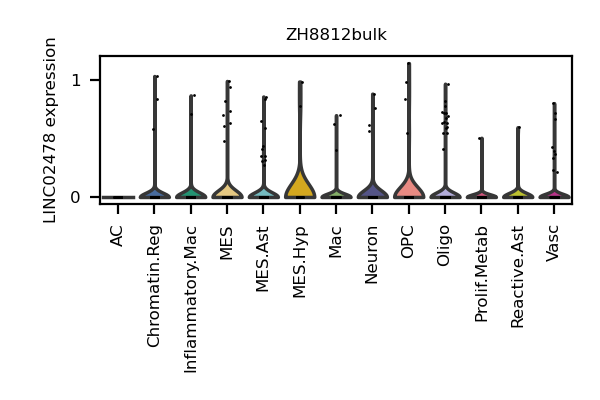 ZH8812bulk
LINC02478 expression
1
0
AC
Chromatin.Reg
Inflammatory.Mac
MES
MES.Ast
MES.Hyp
Mac
Neuron
OPC
Oligo
Prolif.Metab
Reactive.Ast
Vasc